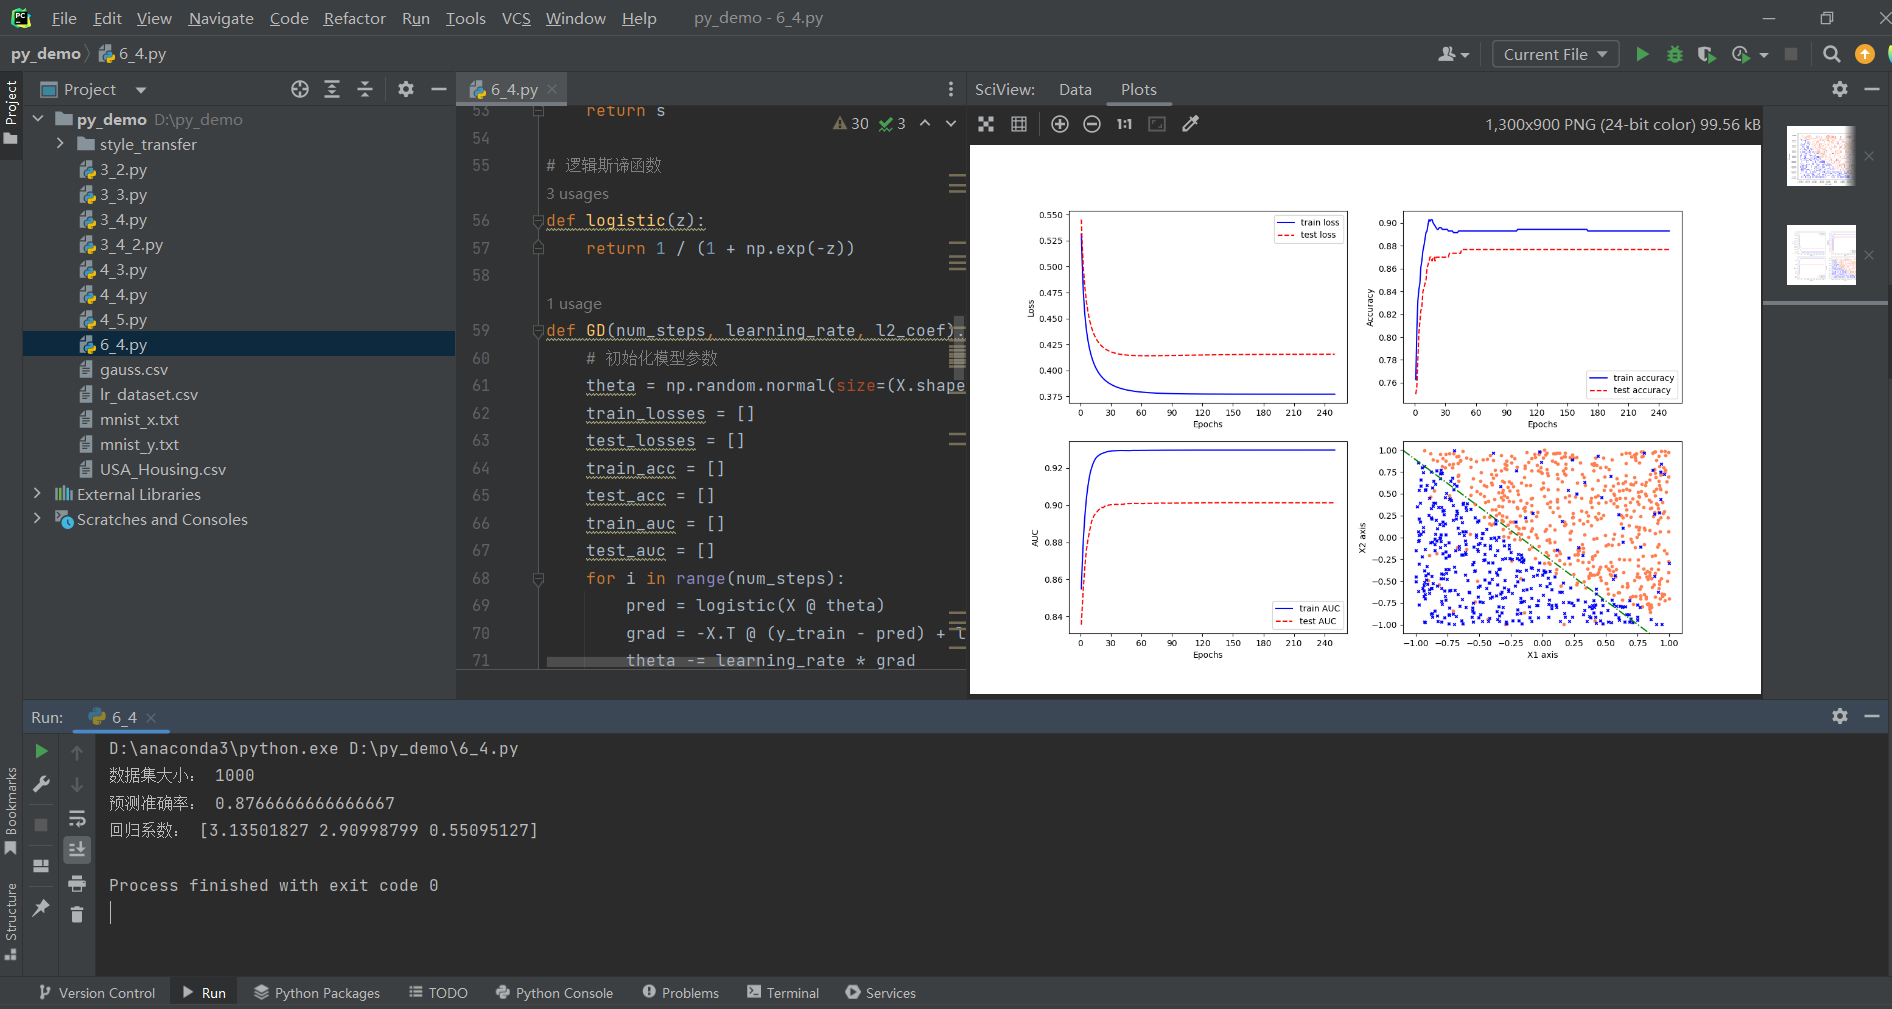 File Edit View Navigate Code Refactor Run Tools VCS Window Help py_demo - 6_4.py
py_demo 6_4.py
Current File
Project
6_4.py
SciView: Data Plots
Project
py_demo D:\py_demo
style_transfer
3_2.py
3_3.py
3_4.py
3_4_2.py
4_3.py
4_4.py
4_5.py
6_4.py
gauss.csv
lr_dataset.csv
mnist_x.txt
mnist_y.txt
USA_Housing.csv
External Libraries
Scratches and Consoles
30 3
53 return s
54
55 # 逻辑斯谛函数
3 usages
56 def logistic(z):
57 return 1 / (1 + np.exp(-z))
58
1 usage
59 def GD(num_steps, learning_rate, l2_coef):
60 # 初始化模型参数
61 theta = np.random.normal(size=(X.shape
62 train_losses = []
63 test_losses = []
64 train_acc = []
65 test_acc = []
66 train_auc = []
67 test_auc = []
68 for i in range(num_steps):
69 pred = logistic(X @ theta)
70 grad = -X.T @ (y_train - pred) + l
71 theta -= learning_rate * grad
1:1
1,300x900 PNG (24-bit color) 99.56 kB
0.550
0.525
0.500
0.475
0.450
0.425
0.400
0.375
Loss
train loss
test loss
0 30 60 90 120 150 180 210 240
Epochs
0.90
0.88
0.86
0.84
0.82
0.80
0.78
0.76
Accuracy
train accuracy
test accuracy
0 30 60 90 120 150 180 210 240
Epochs
0.92
0.90
0.88
0.86
0.84
AUC
train AUC
test AUC
0 30 60 90 120 150 180 210 240
Epochs
1.00
0.75
0.50
0.25
0.00
−0.25
−0.50
−0.75
−1.00
X2 axis
−1.00 −0.75 −0.50 −0.25 0.00 0.25 0.50 0.75 1.00
X1 axis
Run: 6_4
D:\anaconda3\python.exe D:\py_demo\6_4.py
数据集大小： 1000
预测准确率： 0.8766666666666667
回归系数： [3.13501827 2.90998799 0.55095127]
Process finished with exit code 0
Bookmarks
Structure
Version Control Run Python Packages TODO Python Console Problems Terminal Services